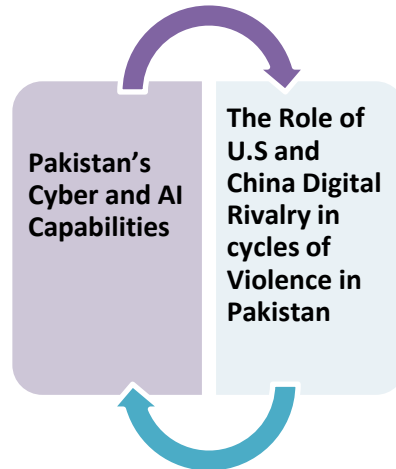 Pakistan's
Cyber and AI
Capabilities
The Role of
U.S and
China Digital
Rivalry in
cycles of
Violence in
Pakistan